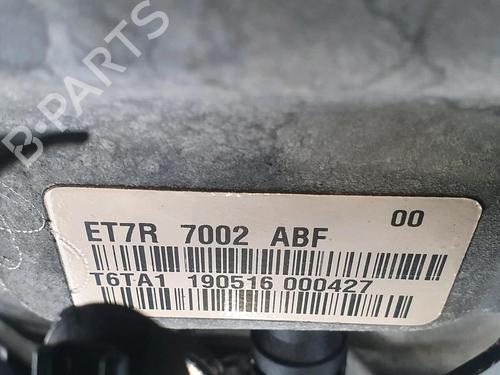 B-PARTS
ET7R 7002 ABF 00
T6TA1 190516 000427